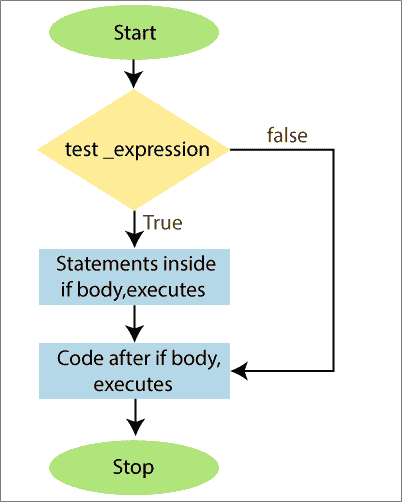 Start
test _expression
false
True
Statements inside
if body,executes
Code after if body,
executes
Stop